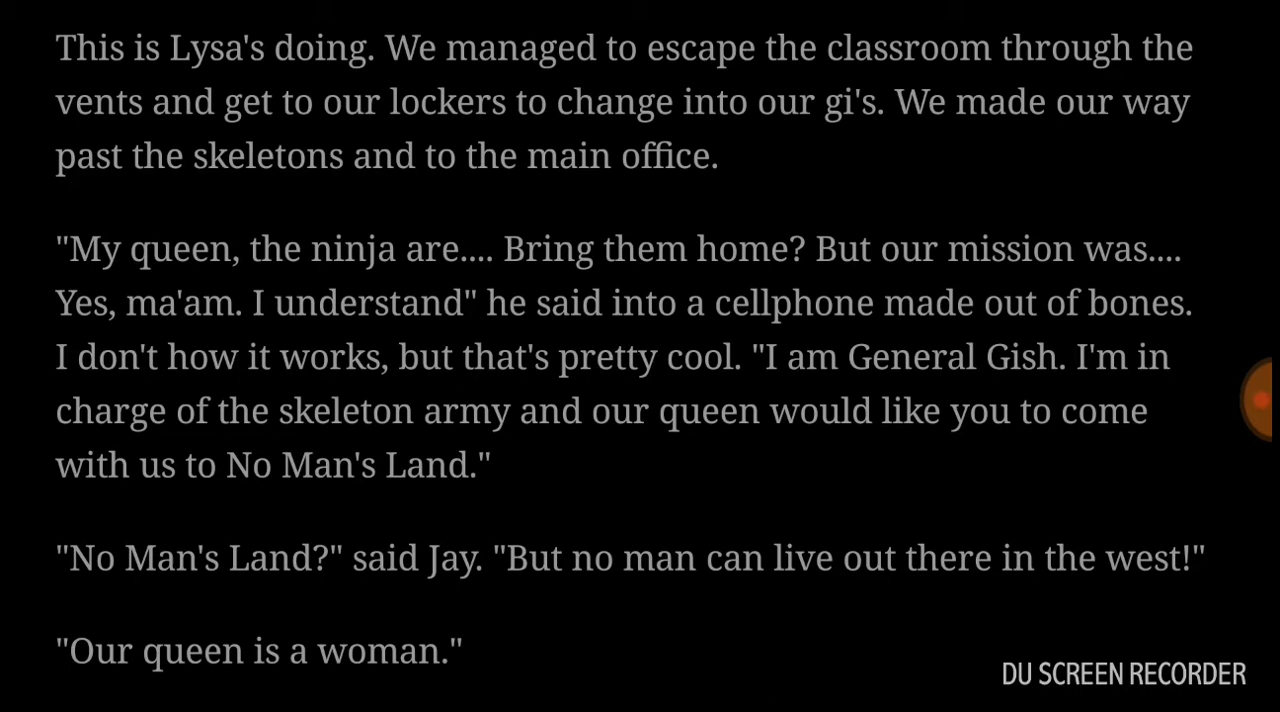 This is Lysa's doing. We managed to escape the classroom through the
vents and get to our lockers to change into our gi's. We made our way
past the skeletons and to the main office.
"My queen, the ninja are.... Bring them home? But our mission was....
Yes, ma'am. I understand" he said into a cellphone made out of bones.
I don't how it works, but that's pretty cool. "I am General Gish. I'm in
charge of the skeleton army and our queen would like you to come
with us to No Man's Land."
"No Man's Land?" said Jay. "But no man can live out there in the west!"
"Our queen is a woman."
DU SCREEN RECORDER